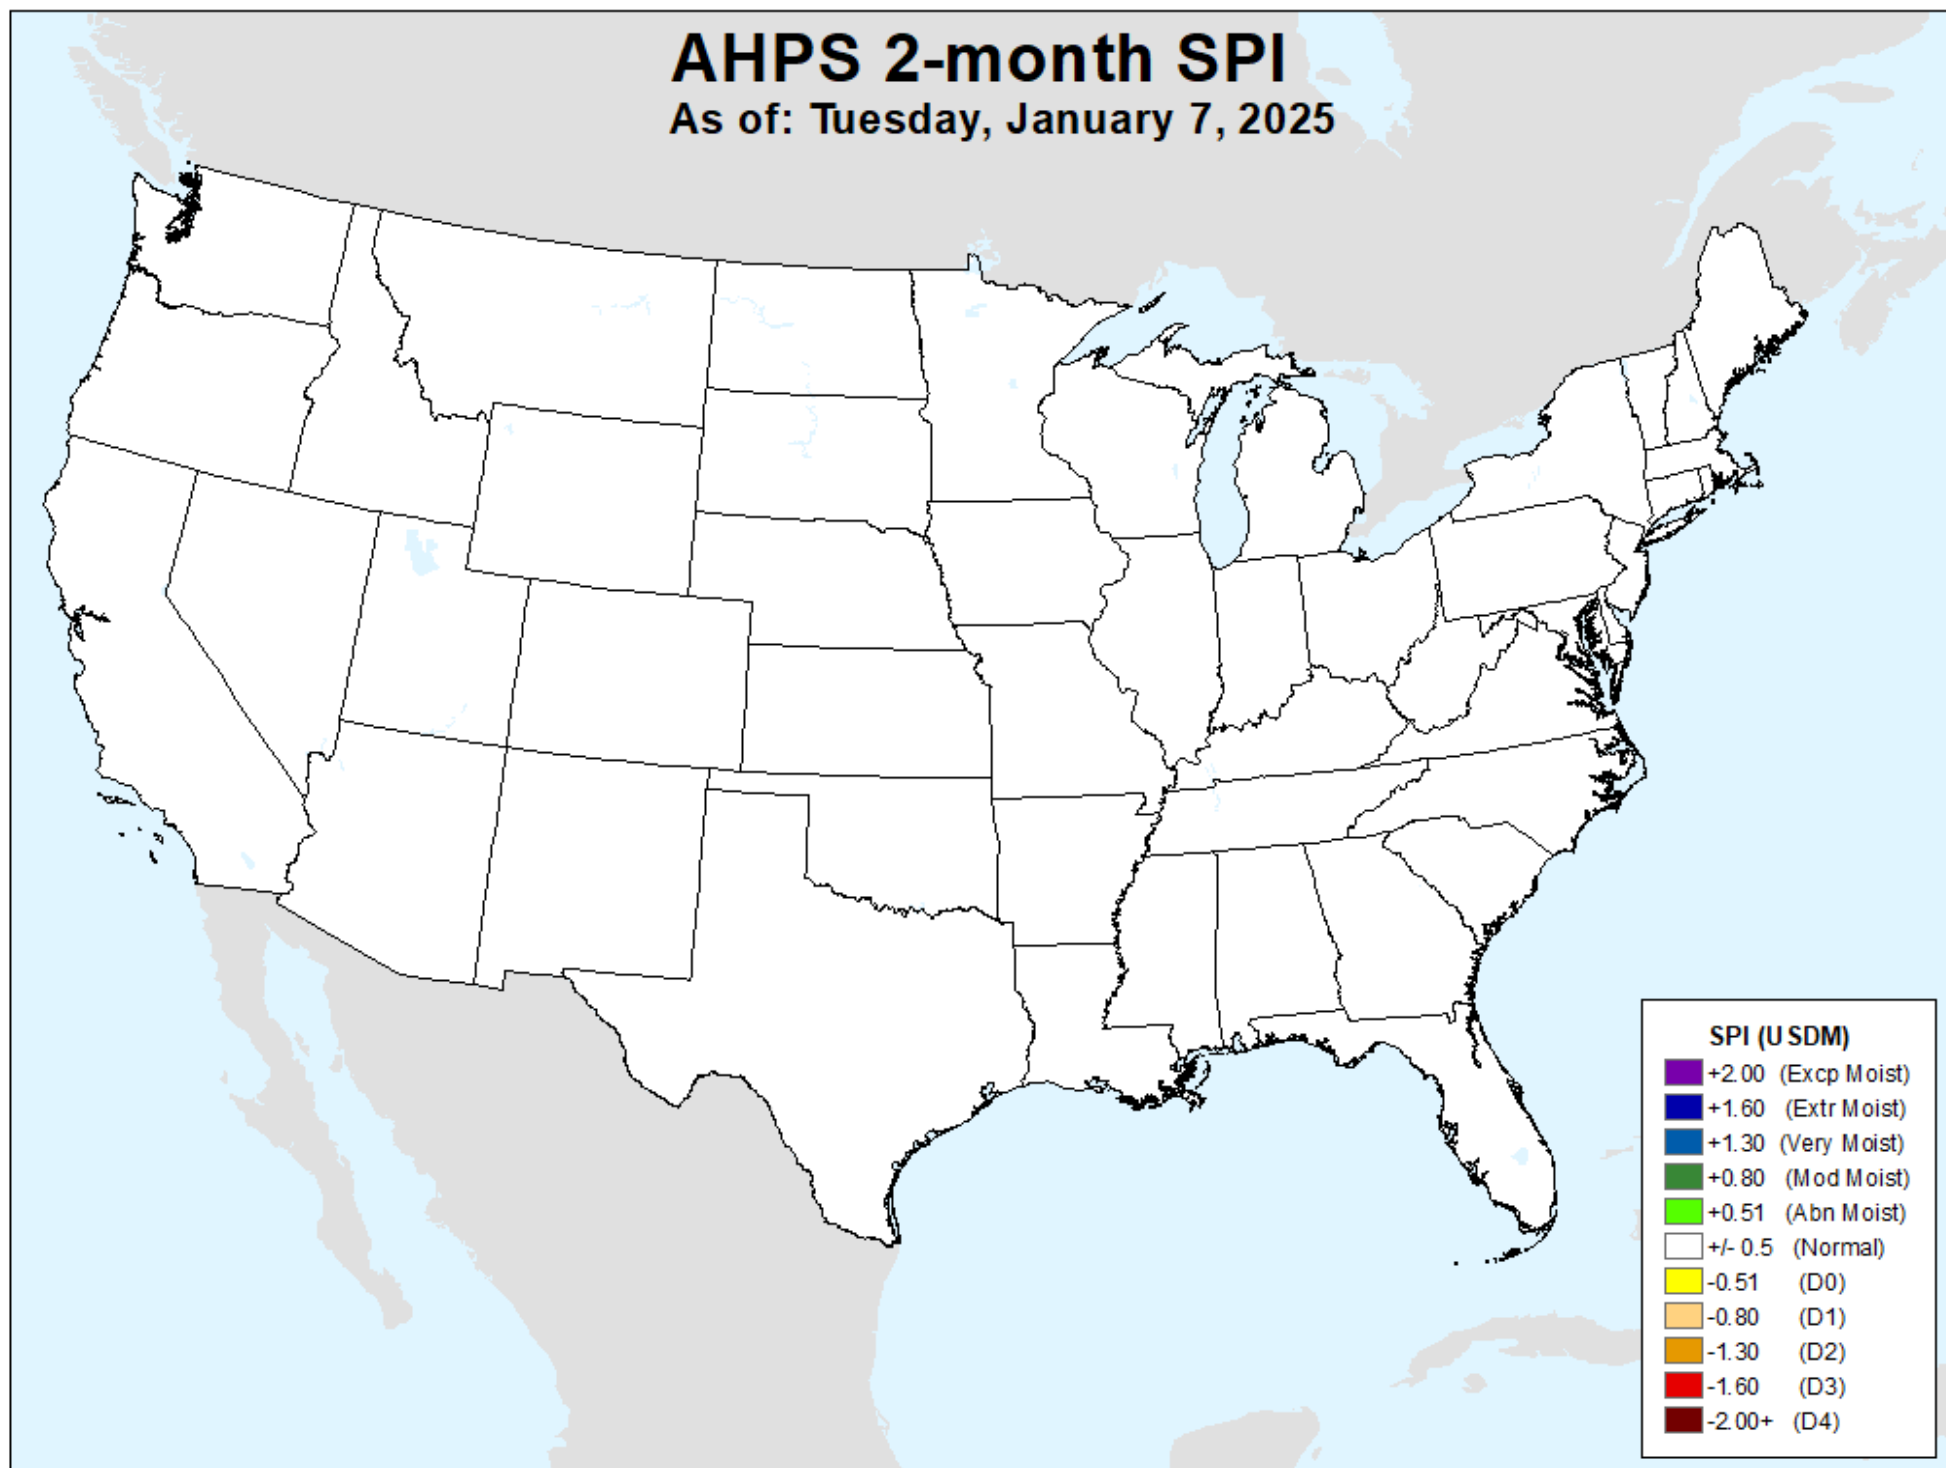 AHPS 2-month SPI
As of: Tuesday, January 7, 2025
SPI (USDM)
+2.00 (Excp Moist)
+1.60 (Extr Moist)
+1.30 (Very Moist)
+0.80 (Mod Moist)
+0.51 (Abn Moist)
+/- 0.5 (Normal)
-0.51 (D0)
-0.80 (D1)
-1.30 (D2)
-1.60 (D3)
-2.00+ (D4)